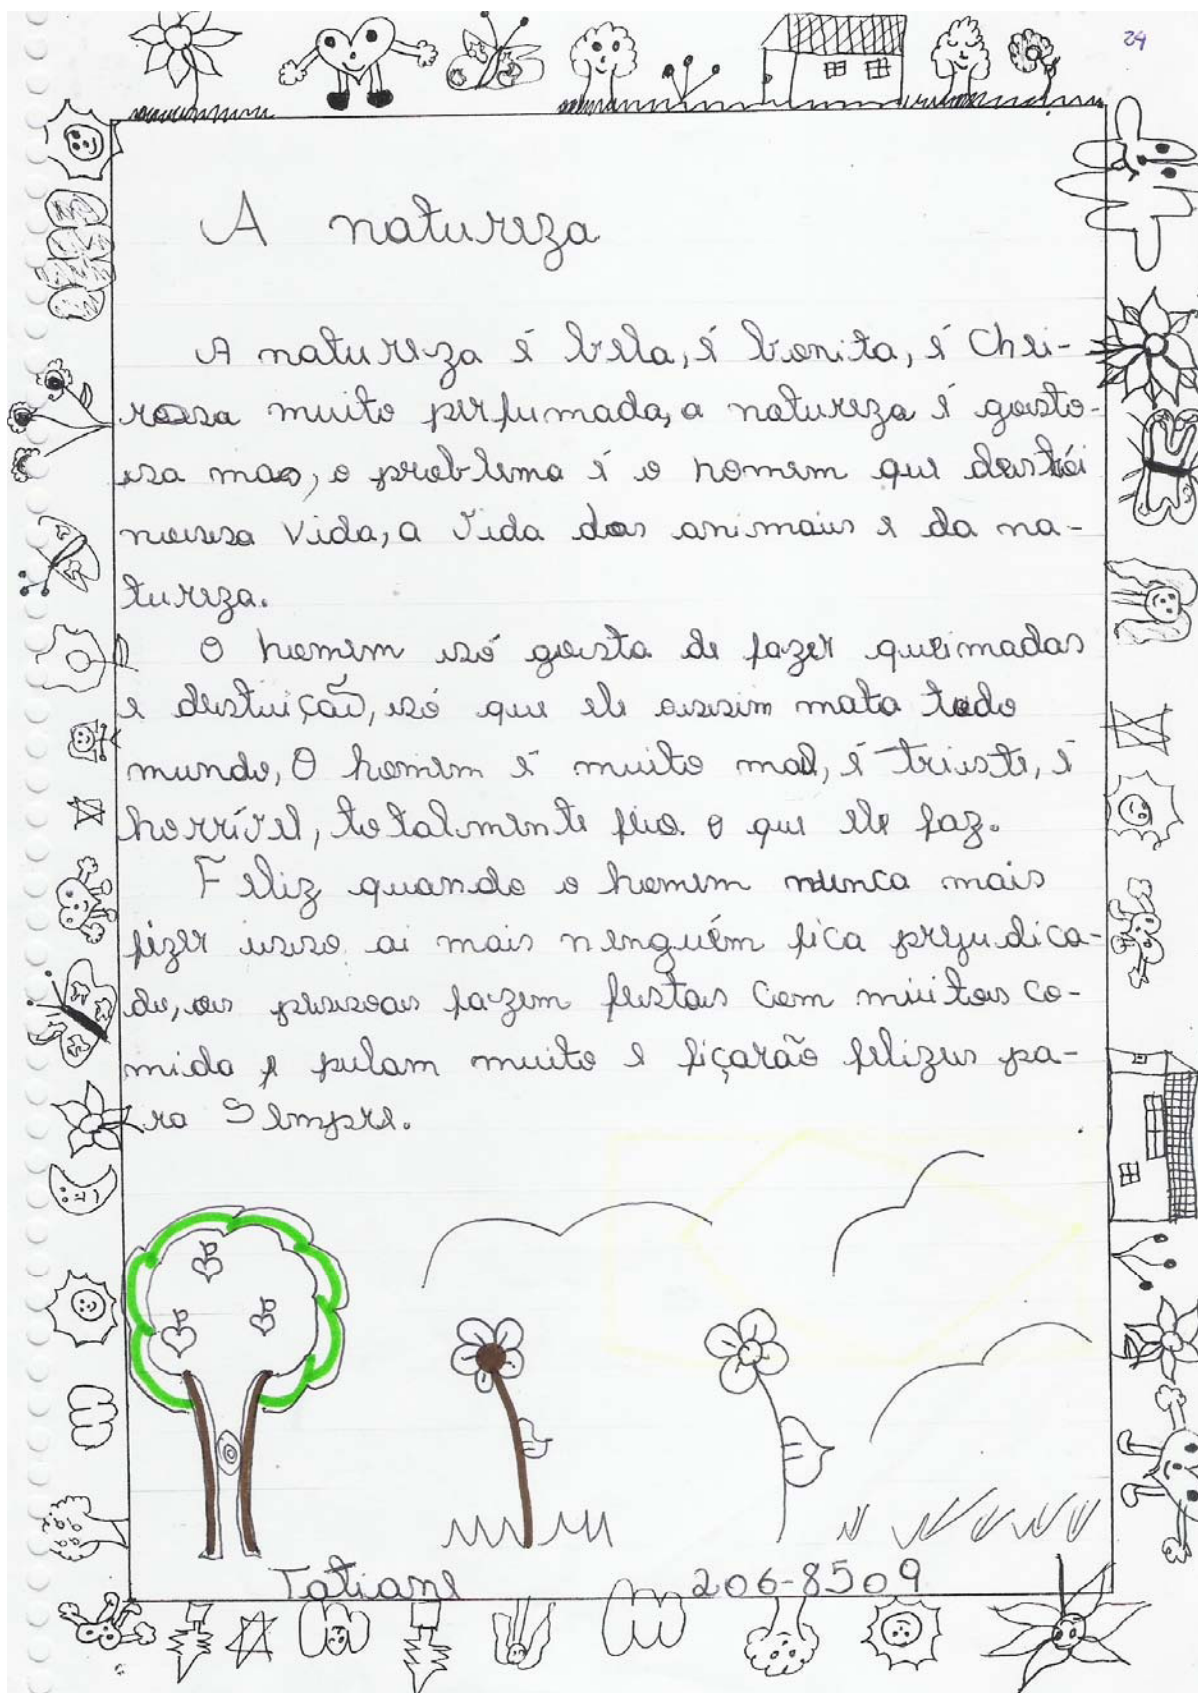 24
A natureza
A natureza é bela, é bonita, é Chei-
rosa muito perfumada, a natureza é gosto-
sa mas, o problema é o homem que destrói
nossa Vida, a Vida dos animais e da na-
tureza.
O homem só gosta de fazer queimadas
e destuição, só que ele assim mata todo
mundo, O homem é muito mal, é triste, é
horrível, totalmente feio o que ele faz.
Feliz quando o homem nunca mais
fizer isso ai mais ninguém fica prejudica-
do, as pessoas fazem festas Com muitas co-
mida e pulam muito e ficarão felizes pa-
ra Sempre.
Tatiane 206-8509